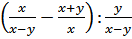 (x/(x−y) − (x+y)/x) : y/(x−y)